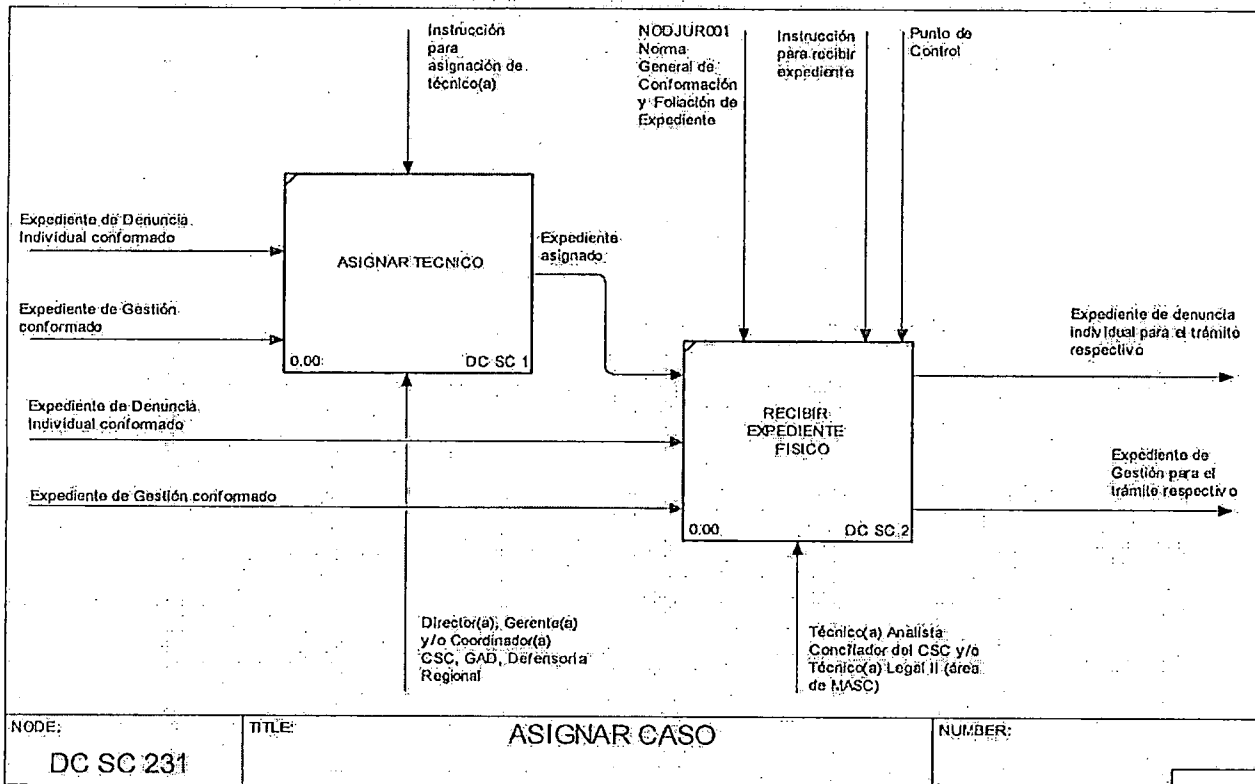 Instrucción
para
asignación de
técnico(a)
NODJUR001
Norma
General de
Conformación
y Foliación de
Expediente
Instrucción
para recibir
expediente
Punto de
Control
Expediente de Denuncia
Individual conformado
ASIGNAR TECNICO
Expediente
asignado
Expediente de Gestión
conformado
0.00
DC SC 1
Expediente de denuncia
individual para el trámite
respectivo
Expediente de Denuncia
Individual conformado
RECIBIR
EXPEDIENTE
FISICO
Expediente de Gestión conformado
Expediente de
Gestión para el
trámite respectivo
0.00
DC SC 2
Director(a), Gerente(a)
y/o Coordinador(a)
CSC, GAD, Defensoría
Regional
Técnico(a) Analista
Conciliador del CSC y/o
Técnico(a) Legal II (área
de MASC)
NODE:
DC SC 231
TITLE:
ASIGNAR CASO
NUMBER: